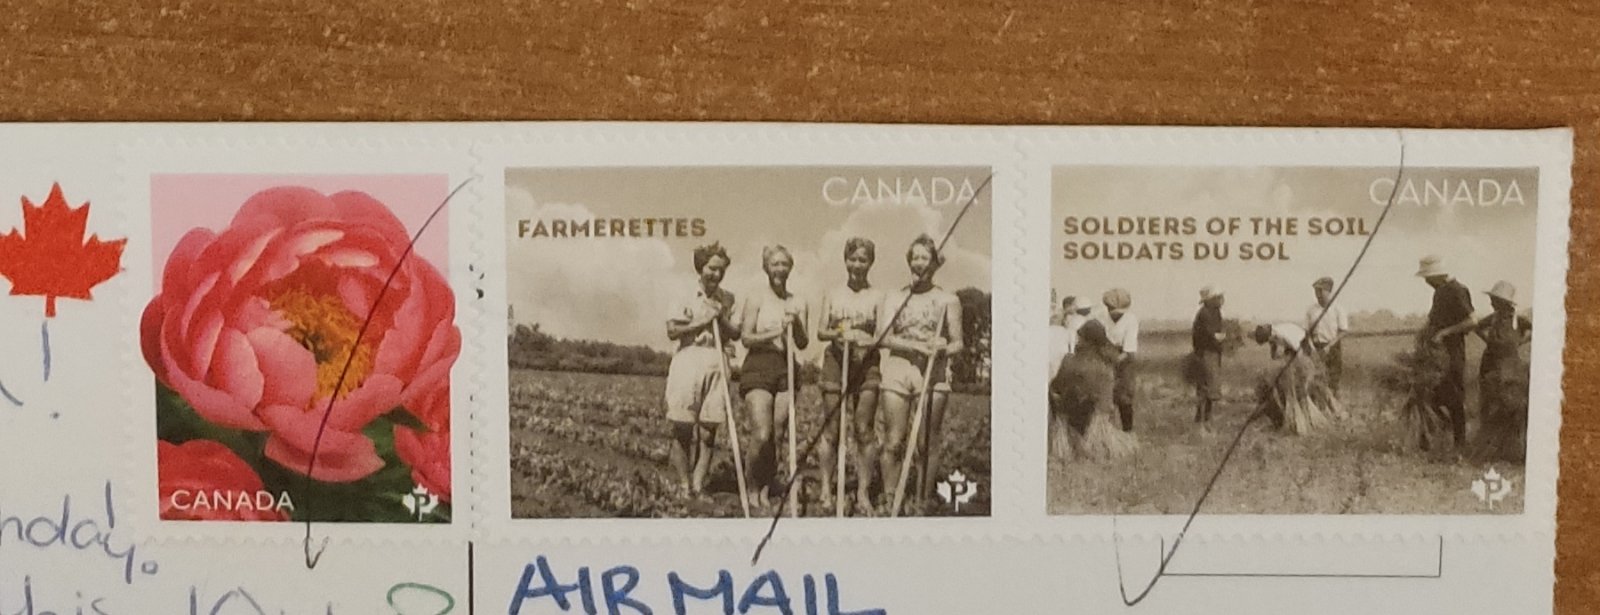 CANADA
P
FARMERETTES
CANADA
P
SOLDIERS OF THE SOIL
SOLDATS DU SOL
CANADA
P
AIR MAIL